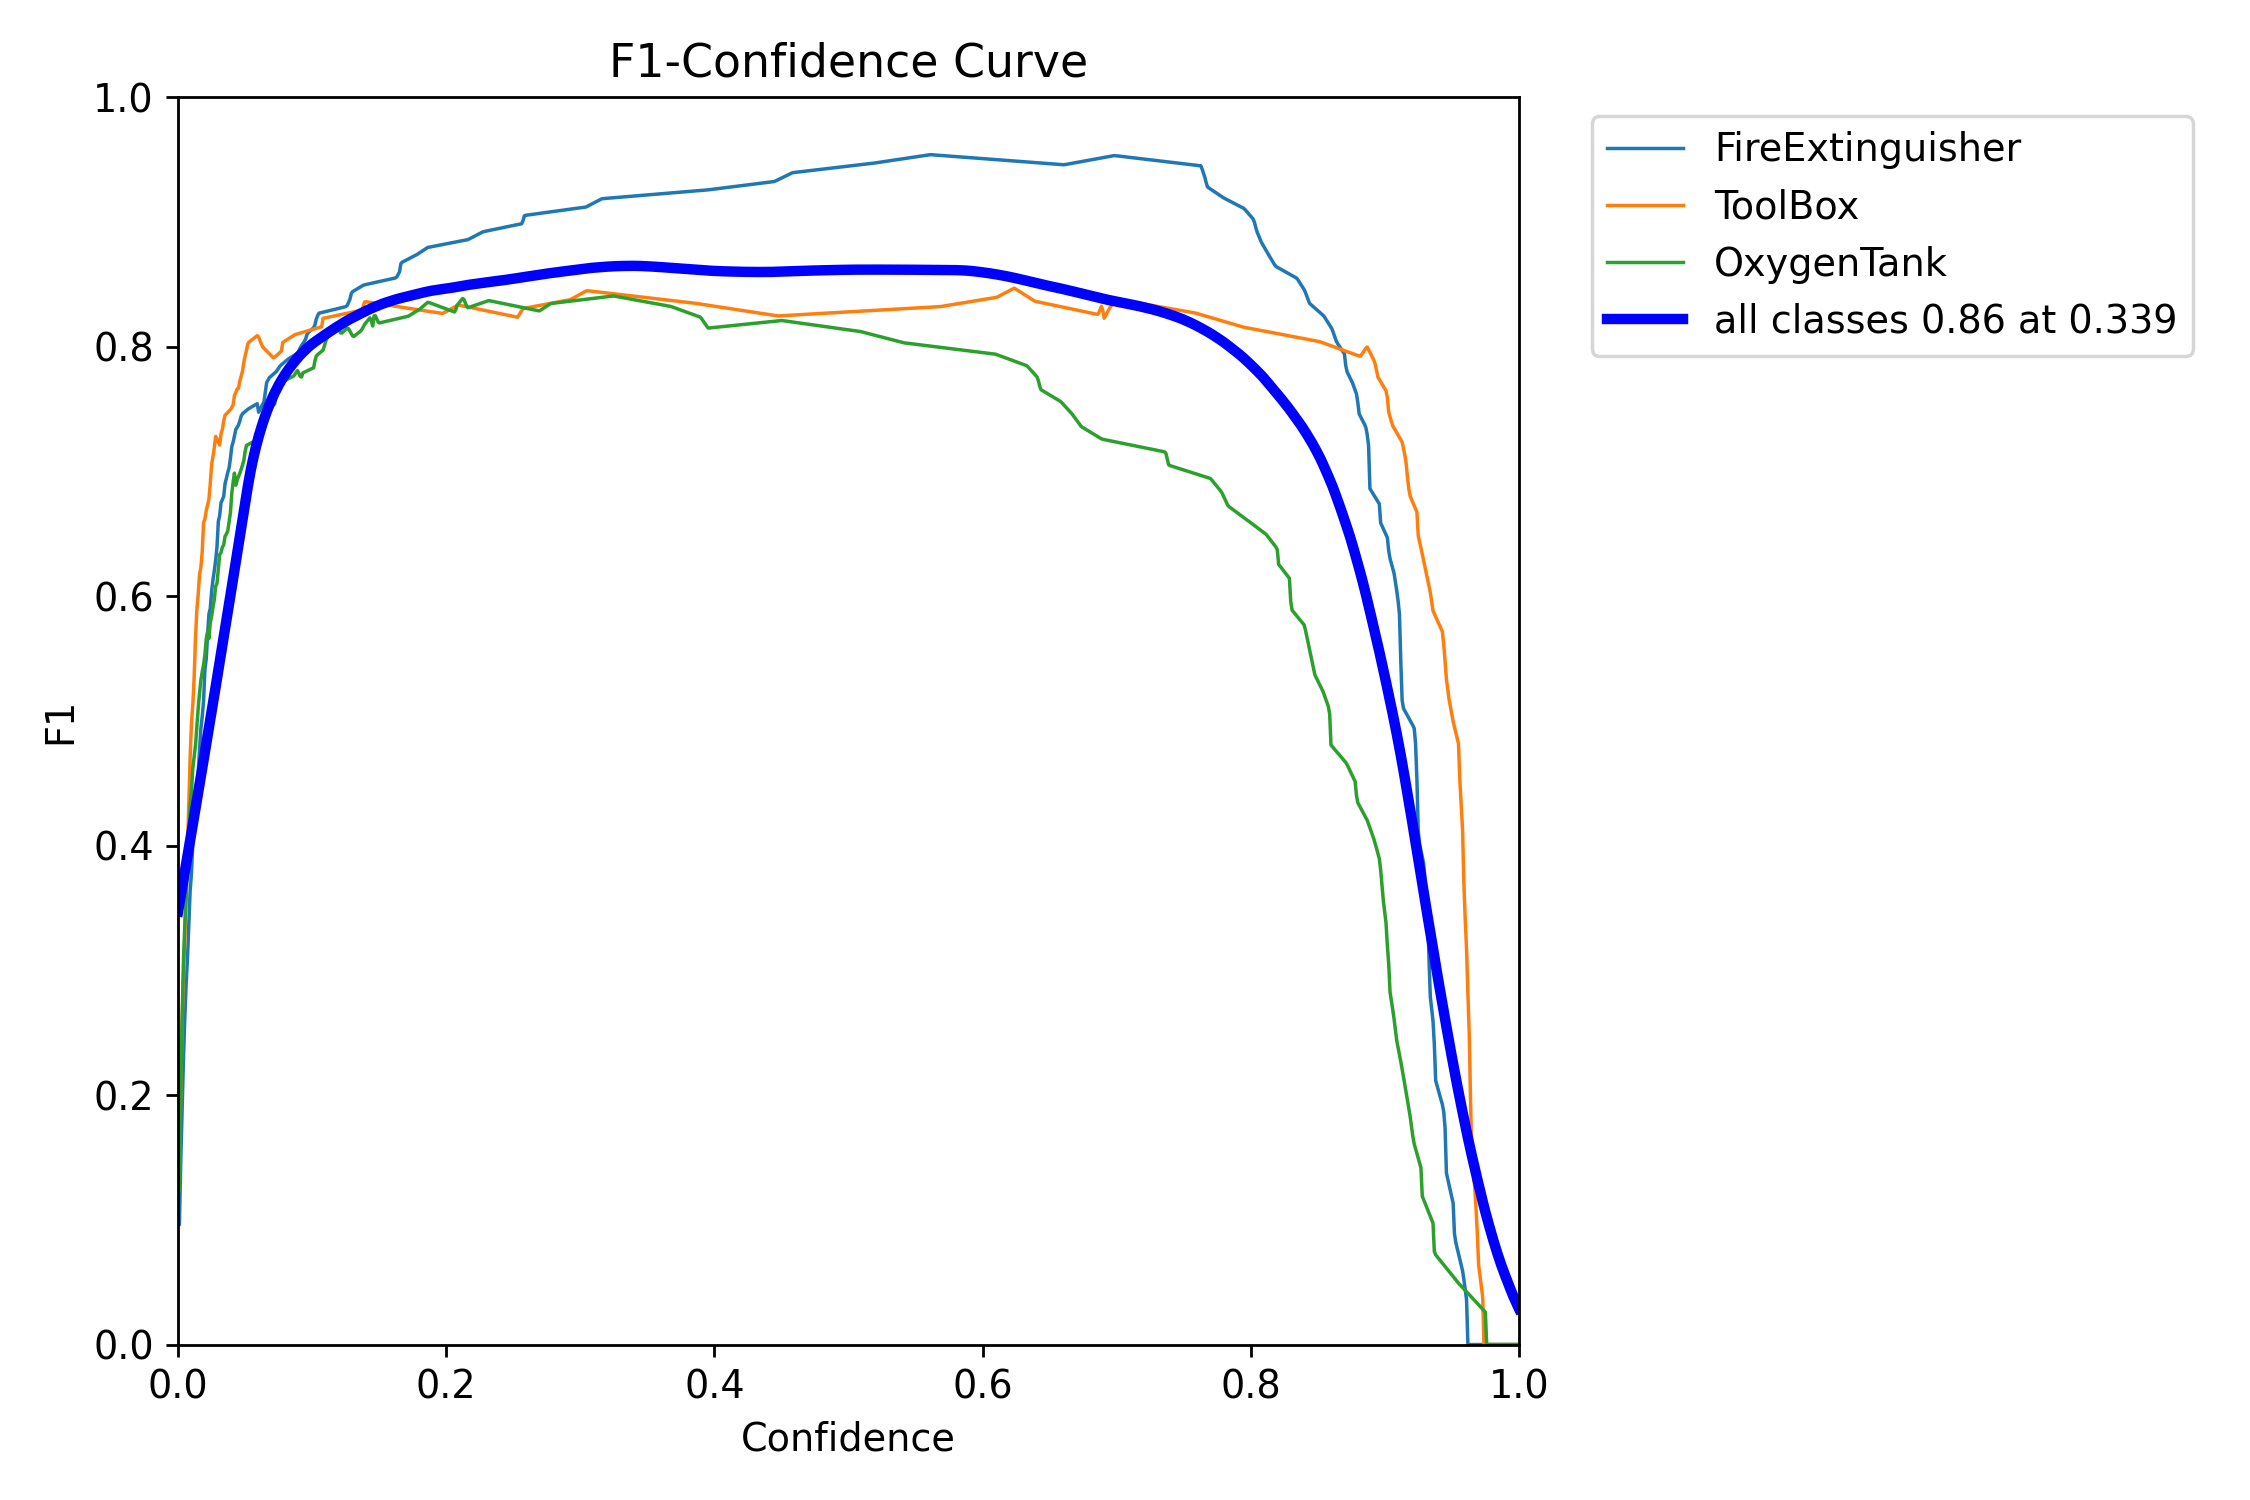 F1-Confidence Curve
1.0
0.8
0.6
0.4
0.2
0.0
F1
0.0 0.2 0.4 0.6 0.8 1.0
Confidence
FireExtinguisher
ToolBox
OxygenTank
all classes 0.86 at 0.339